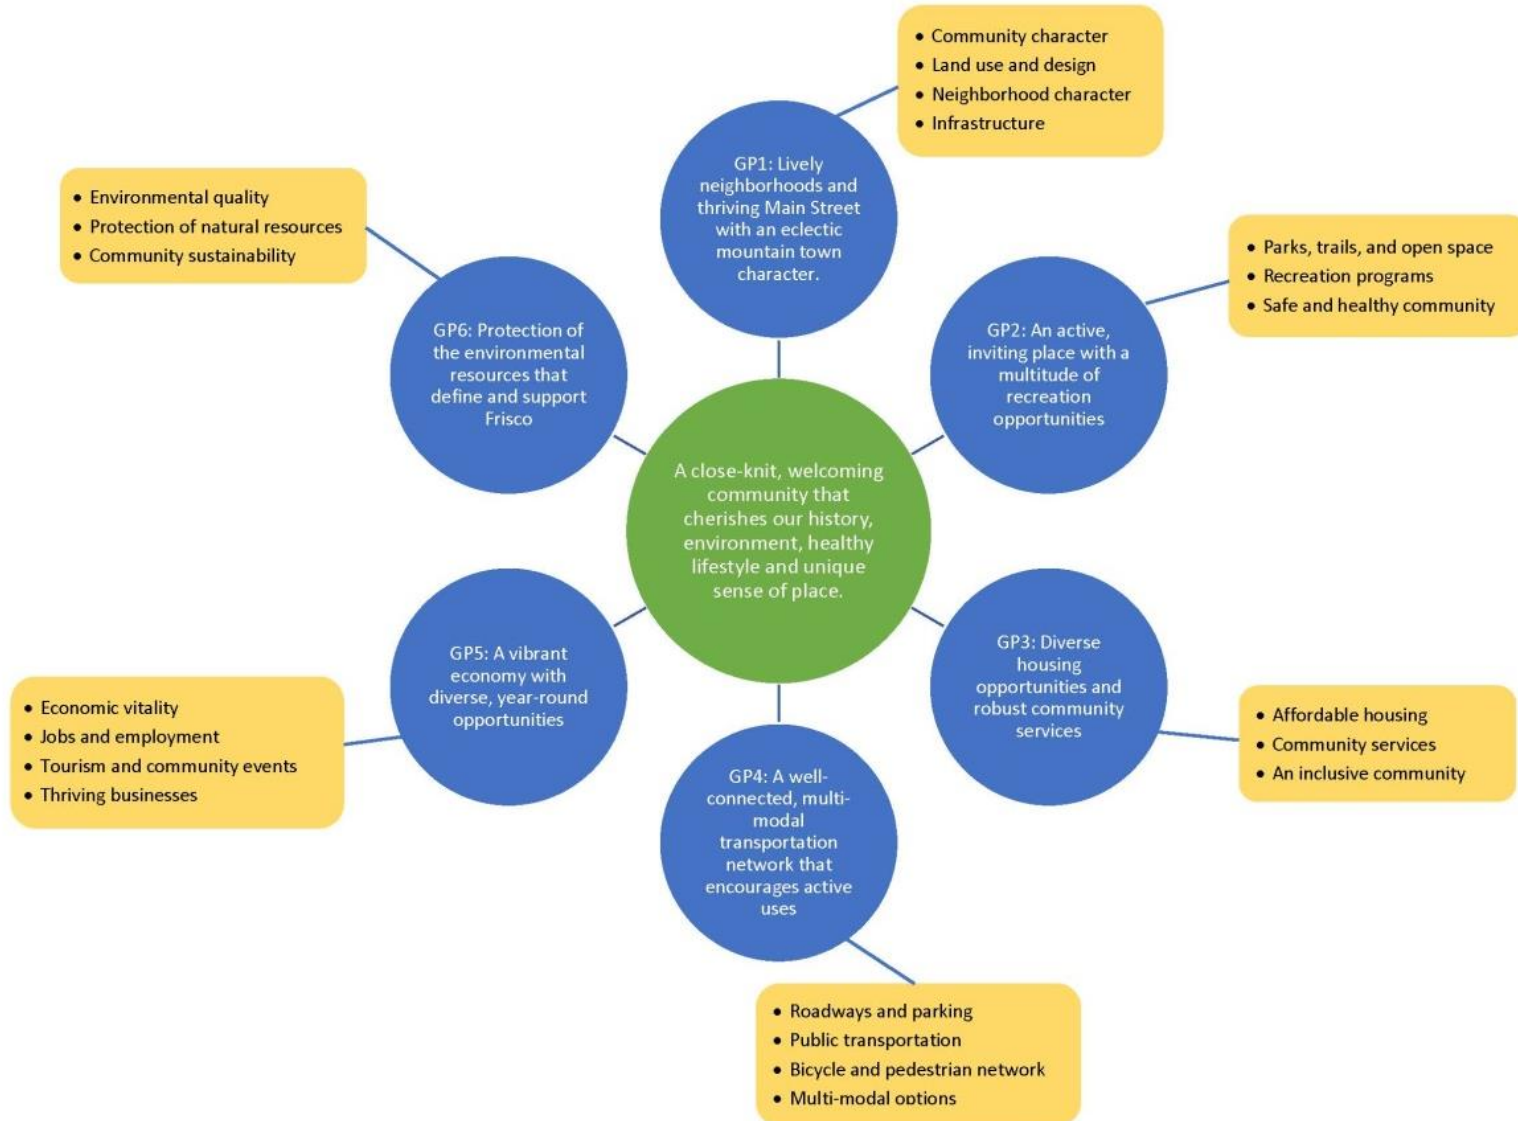 • Community character
• Land use and design
• Neighborhood character
• Infrastructure
GP1: Lively
neighborhoods and
thriving Main Street
with an eclectic
mountain town
character.
• Environmental quality
• Protection of natural resources
• Community sustainability
GP6: Protection of
the environmental
resources that
define and support
Frisco
• Parks, trails, and open space
• Recreation programs
• Safe and healthy community
GP2: An active,
inviting place with a
multitude of
recreation
opportunities
A close-knit, welcoming
community that
cherishes our history,
environment, healthy
lifestyle and unique
sense of place.
GP5: A vibrant
economy with
diverse, year-round
opportunities
• Economic vitality
• Jobs and employment
• Tourism and community events
• Thriving businesses
GP3: Diverse
housing
opportunities and
robust community
services
• Affordable housing
• Community services
• An inclusive community
GP4: A well-
connected, multi-
modal
transportation
network that
encourages active
uses
• Roadways and parking
• Public transportation
• Bicycle and pedestrian network
• Multi-modal options